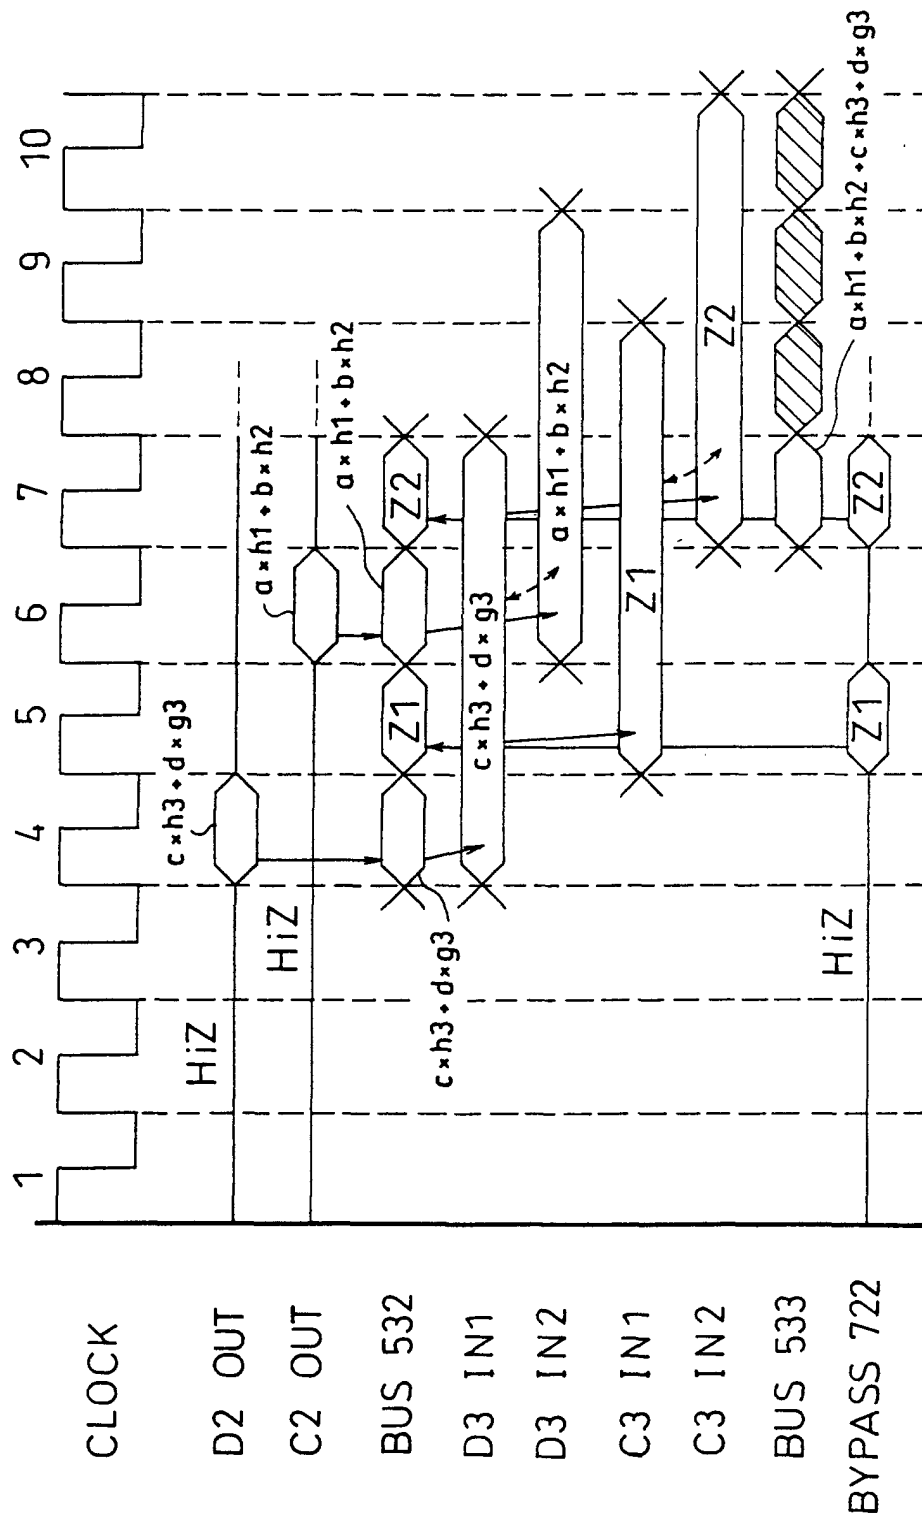 1 2 3 4 5 6 7 8 9 10
CLOCK
D2 OUT HiZ c×h3+d×g3
C2 OUT HiZ a×h1+b×h2
BUS 532 c×h3+d×g3 Z1 a×h1+b×h2 Z2
D3 IN1 c×h3+d×g3
D3 IN2 a×h1+b×h2
C3 IN1 Z1
C3 IN2 Z2
BUS 533 a×h1+b×h2+c×h3+d×g3
BYPASS 722 HiZ Z1 Z2